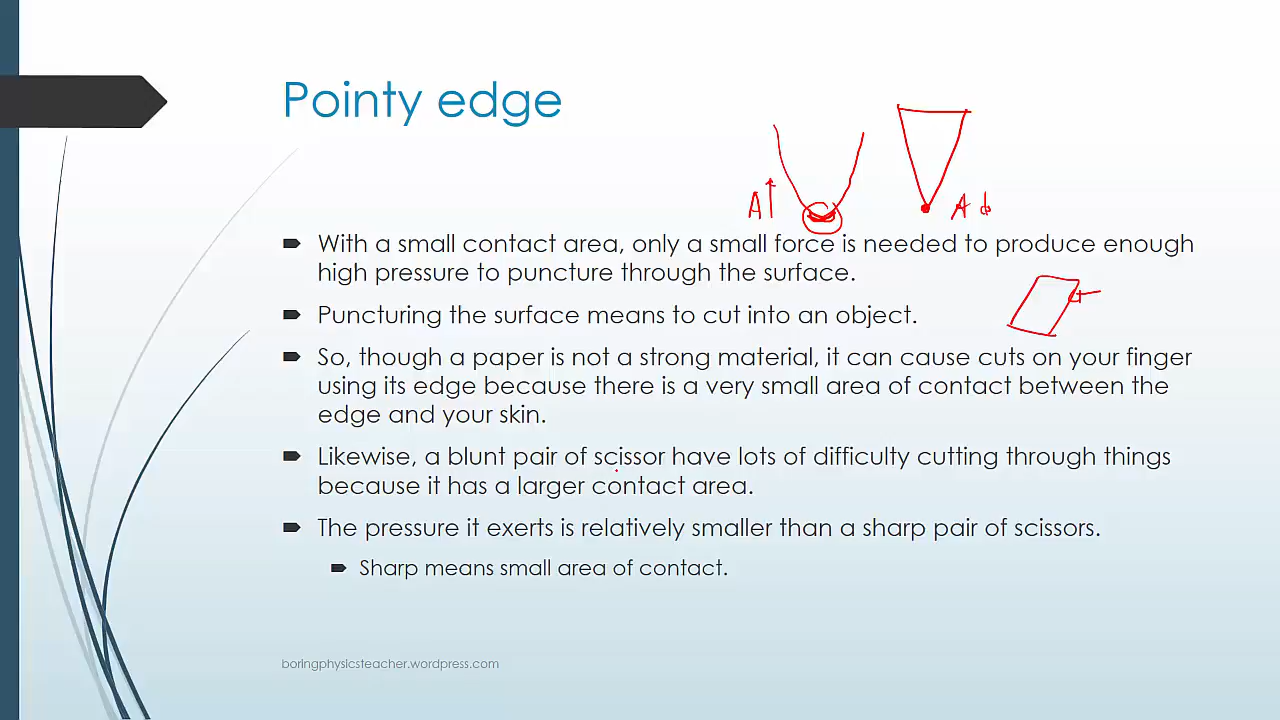 Pointy edge
A↑
A↓
With a small contact area, only a small force is needed to produce enough
high pressure to puncture through the surface.
Puncturing the surface means to cut into an object.
So, though a paper is not a strong material, it can cause cuts on your finger
using its edge because there is a very small area of contact between the
edge and your skin.
Likewise, a blunt pair of scissor have lots of difficulty cutting through things
because it has a larger contact area.
The pressure it exerts is relatively smaller than a sharp pair of scissors.
Sharp means small area of contact.
boringphysicsteacher.wordpress.com